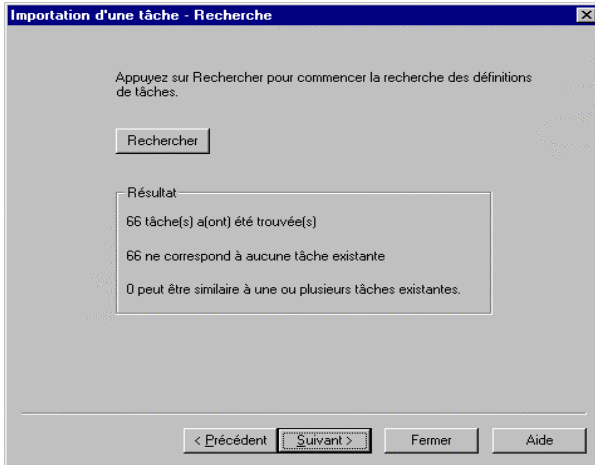 Importation d'une tâche - Recherche
Appuyez sur Rechercher pour commencer la recherche des définitions
de tâches.
Rechercher
Résultat
66 tâche(s) a(ont) été trouvée(s)
66 ne correspond à aucune tâche existante
0 peut être similaire à une ou plusieurs tâches existantes.
< Précédent Suivant > Fermer Aide